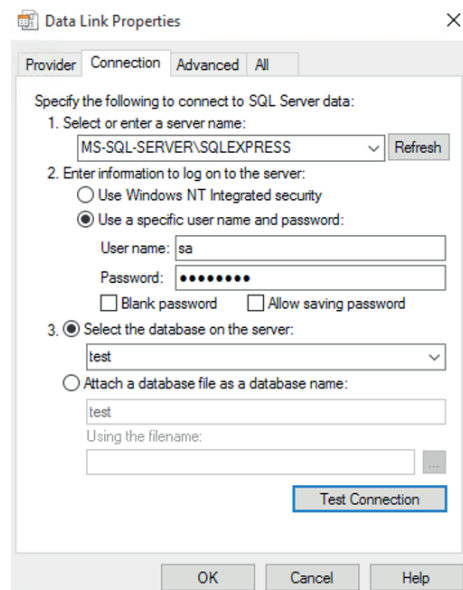 Data Link Properties
Provider Connection Advanced All
Specify the following to connect to SQL Server data:
1. Select or enter a server name:
MS-SQL-SERVER\SQLEXPRESS Refresh
2. Enter information to log on to the server:
Use Windows NT Integrated security
Use a specific user name and password:
User name: sa
Password: ••••••••
Blank password Allow saving password
3. Select the database on the server:
test
Attach a database file as a database name:
test
Using the filename:
...
Test Connection
OK Cancel Help